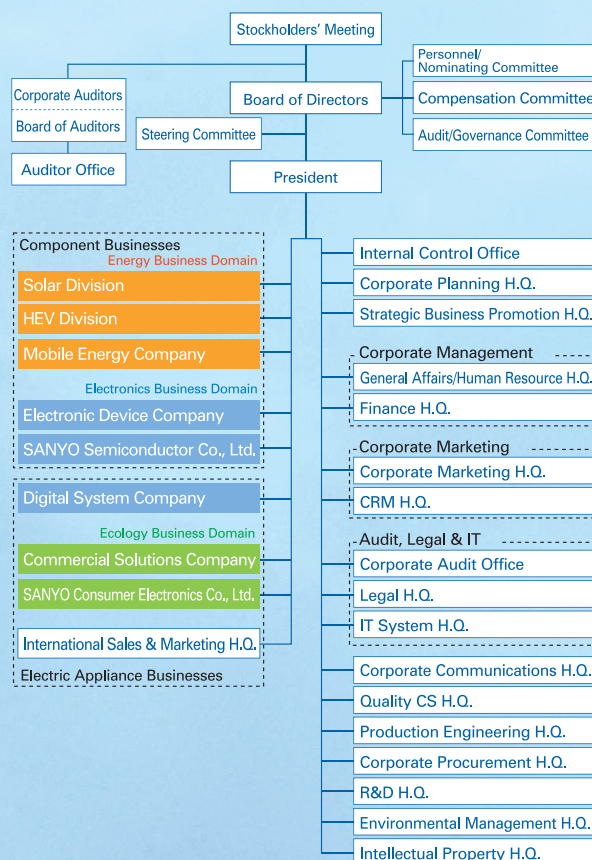 Stockholders' Meeting
Corporate Auditors
Board of Auditors
Auditor Office
Board of Directors
Steering Committee
President
Personnel/
Nominating Committee
Compensation Committee
Audit/Governance Committee
Component Businesses
Energy Business Domain
Solar Division
HEV Division
Mobile Energy Company
Electronics Business Domain
Electronic Device Company
SANYO Semiconductor Co., Ltd.
Digital System Company
Ecology Business Domain
Commercial Solutions Company
SANYO Consumer Electronics Co., Ltd.
International Sales & Marketing H.Q.
Electric Appliance Businesses
Internal Control Office
Corporate Planning H.Q.
Strategic Business Promotion H.Q.
Corporate Management
General Affairs/Human Resource H.Q.
Finance H.Q.
Corporate Marketing
Corporate Marketing H.Q.
CRM H.Q.
Audit, Legal & IT
Corporate Audit Office
Legal H.Q.
IT System H.Q.
Corporate Communications H.Q.
Quality CS H.Q.
Production Engineering H.Q.
Corporate Procurement H.Q.
R&D H.Q.
Environmental Management H.Q.
Intellectual Property H.Q.